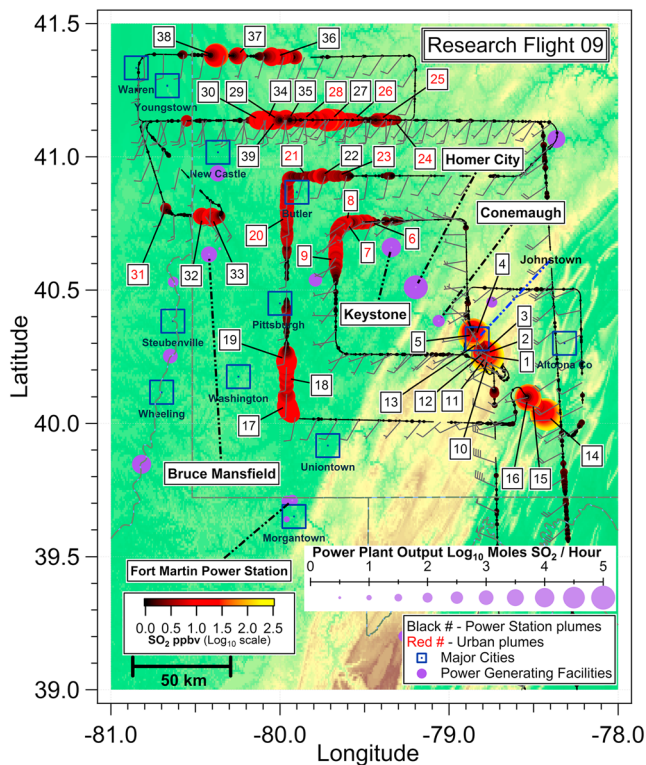 Research Flight 09
41.5
41.0
40.5
40.0
39.5
39.0
Latitude
-81.0
-80.0
-79.0
-78.0
Longitude
38
37
36
Warren
Youngstown
30
29
34
35
28
27
26
25
39
21
22
23
24
Homer City
New Castle
8
Conemaugh
Butler
20
9
7
6
4
Johnstown
31
32
33
Keystone
3
Pittsburgh
5
2
Steubenville
19
1
Altoona Co
18
13
12
11
Washington
Wheeling
17
10
14
Uniontown
16
15
Bruce Mansfield
Morgantown
Fort Martin Power Station
Power Plant Output Log10 Moles SO2 / Hour
0 1 2 3 4 5
0.0 0.5 1.0 1.5 2.0 2.5
SO2 ppbv (Log10 scale)
50 km
Black # - Power Station plumes
Red # - Urban plumes
Major Cities
Power Generating Facilities